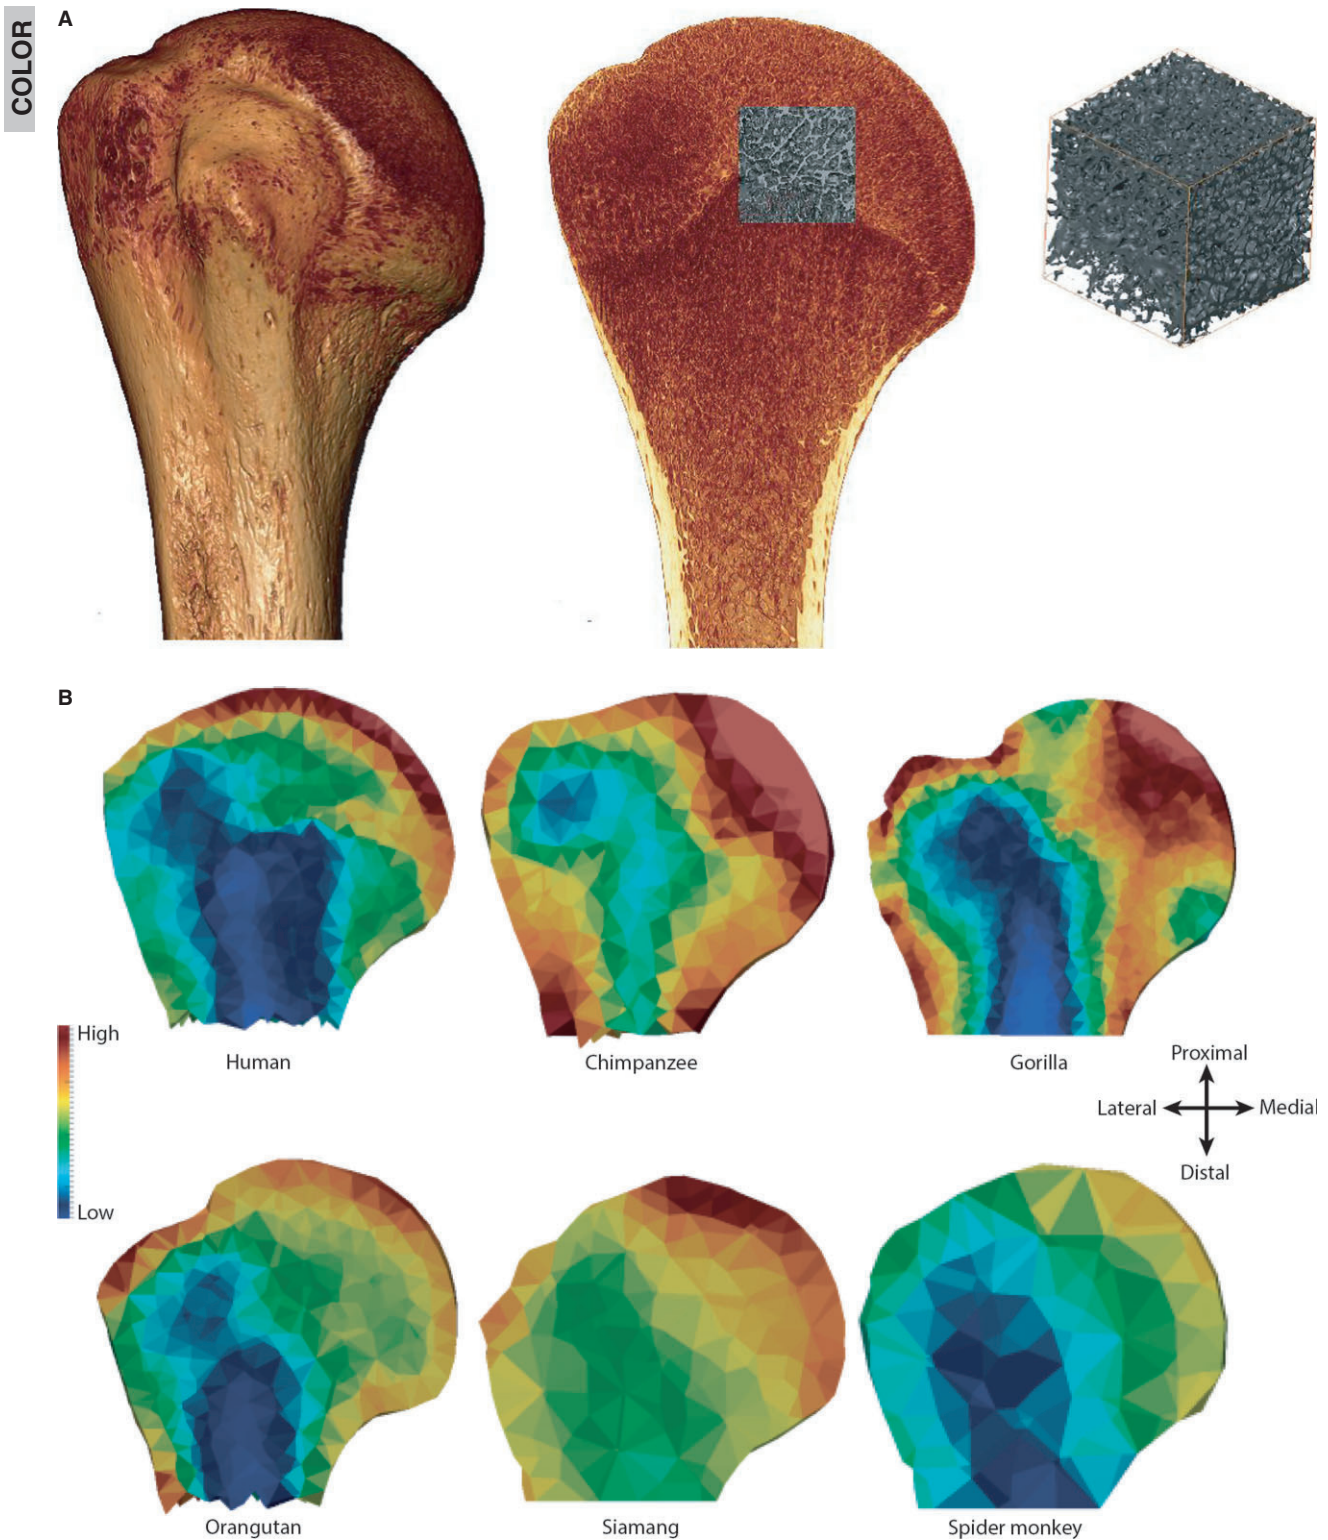 COLOR
A
B
High
Low
Human
Chimpanzee
Gorilla
Proximal
Lateral
Medial
Distal
Orangutan
Siamang
Spider monkey